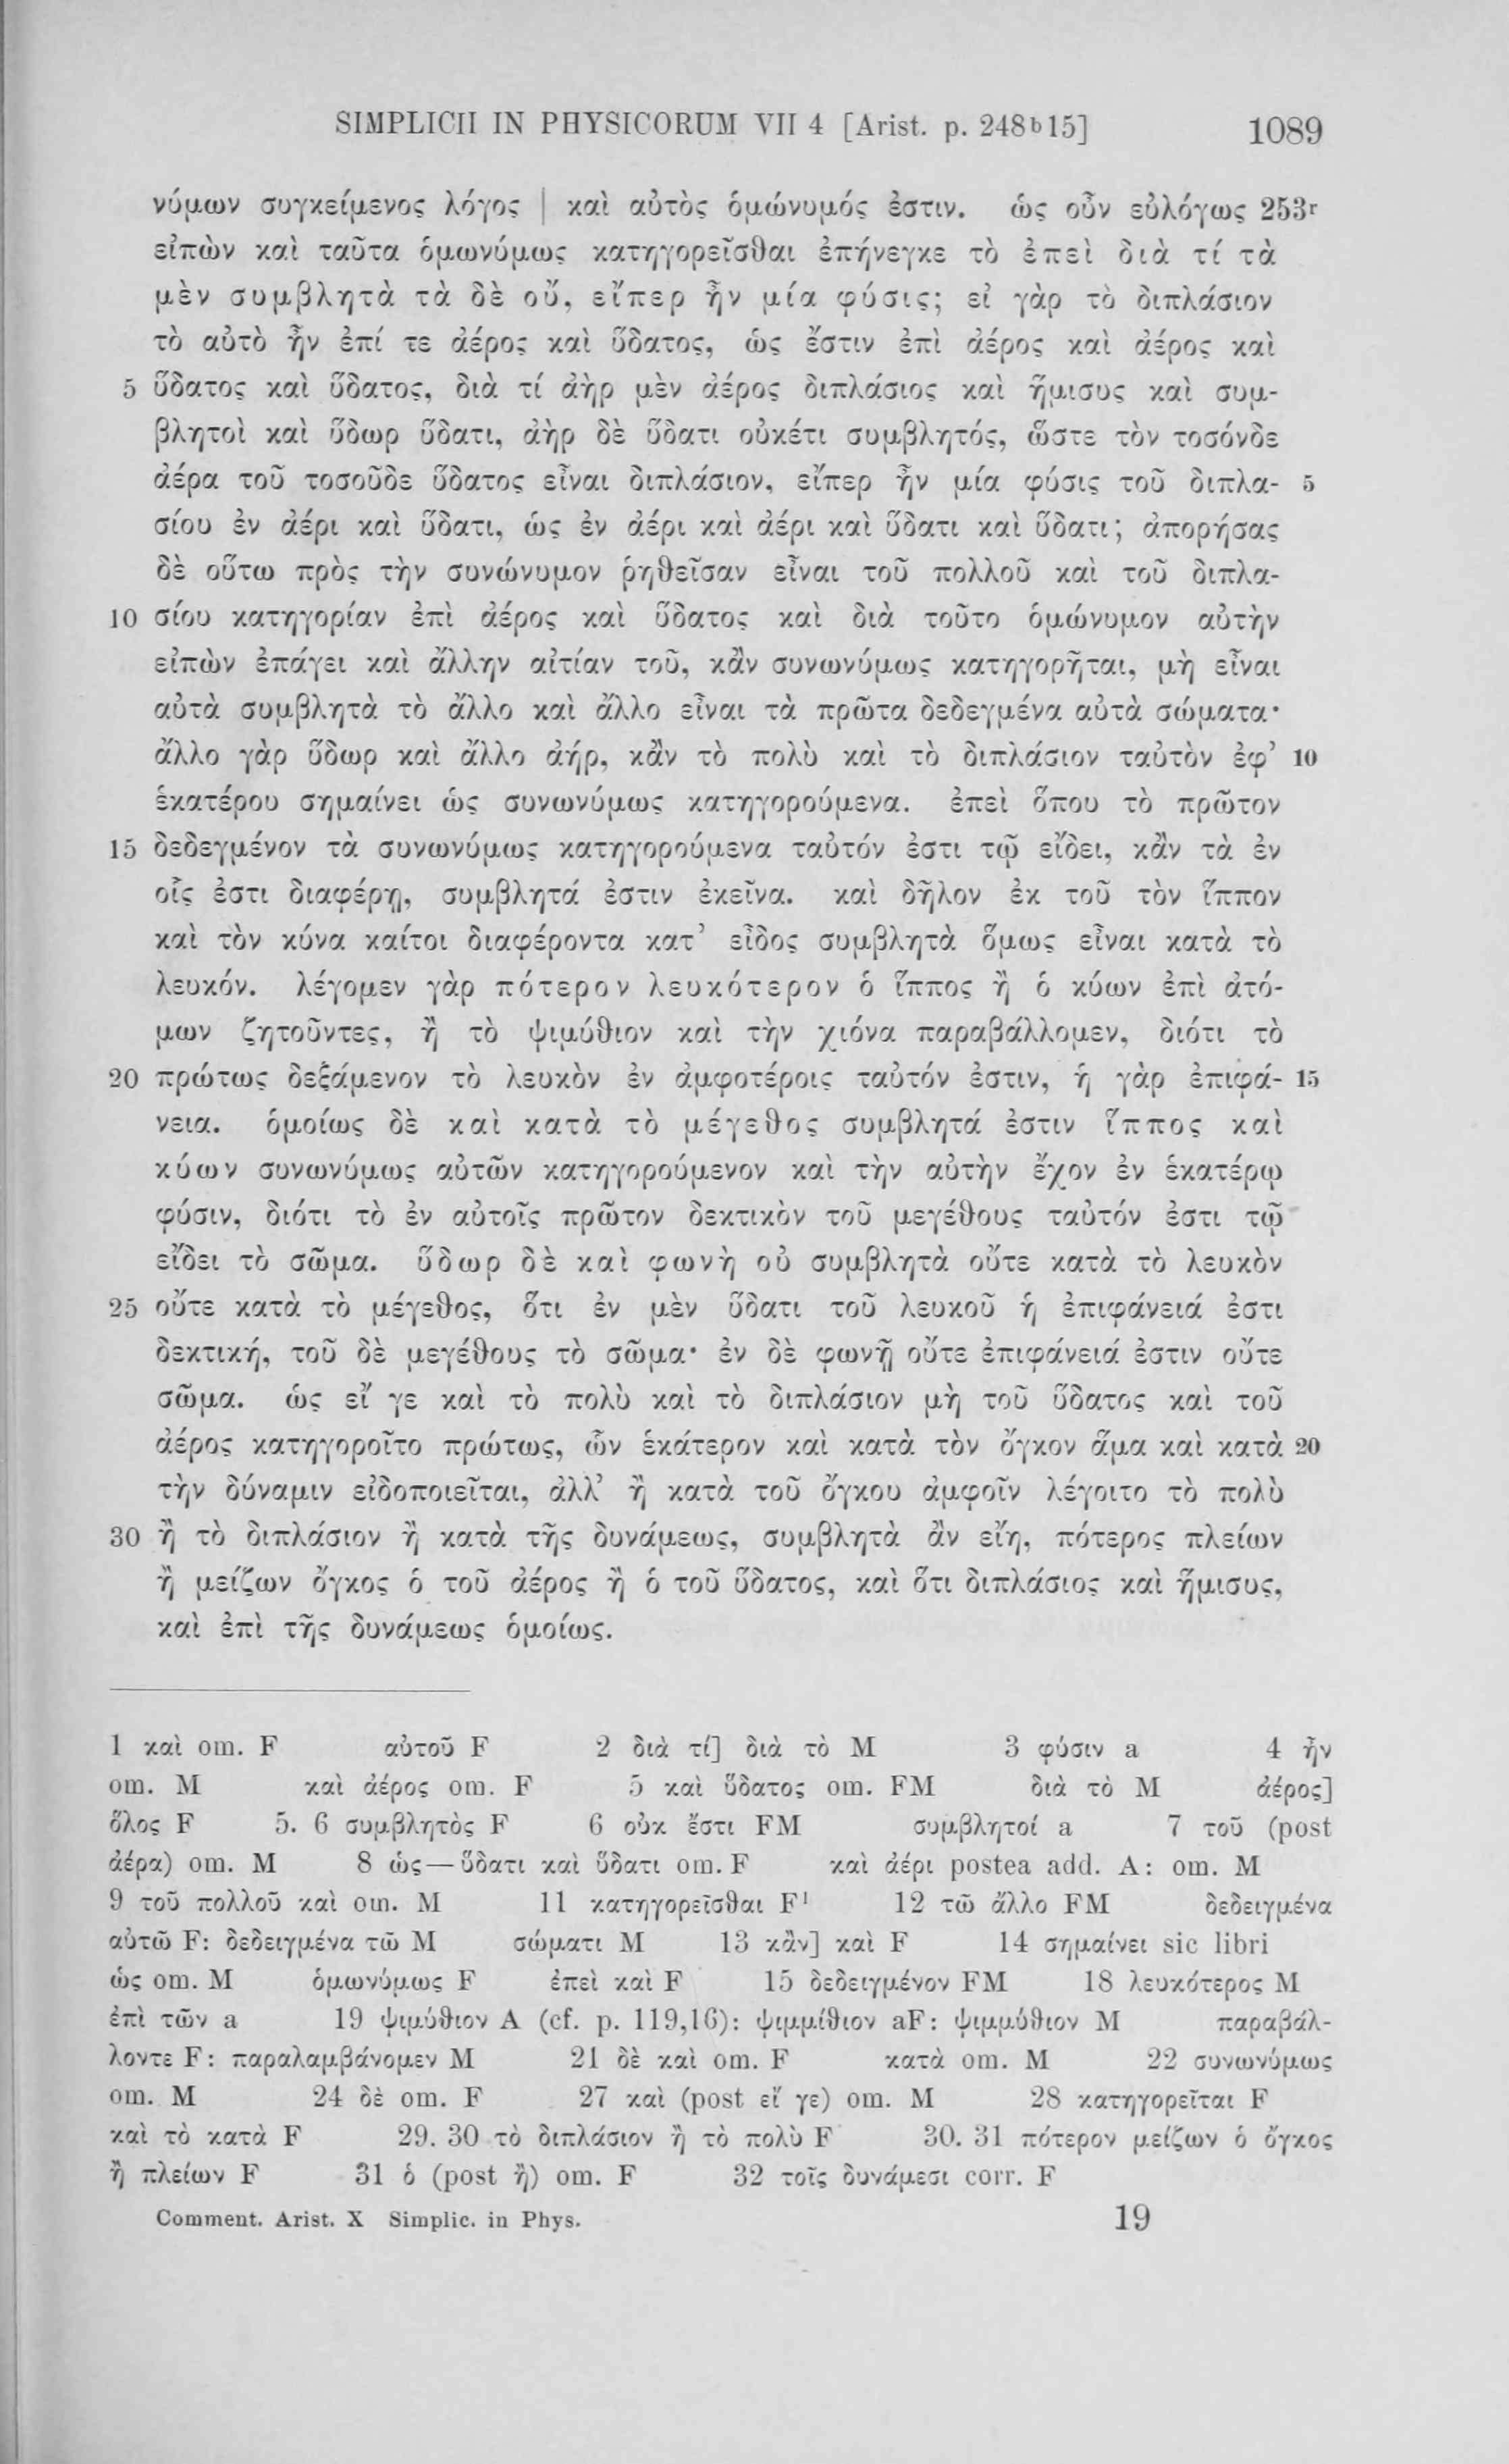 SIMPLICII IN PHYSICORUM VII 4 [Arist. p. 248b15] 1089
νύμων συγκείμενος λόγος | καὶ αὐτὸς ὁμώνυμός ἐστιν. ὡς οὖν εὐλόγως 253r
εἰπὼν καὶ ταῦτα ὁμωνύμως κατηγορεῖσθαι ἐπήνεγκε τὸ ἐπεὶ διὰ τί τὰ
μὲν συμβλητὰ τὰ δὲ οὔ, εἴπερ ἦν μία φύσις; εἰ γὰρ τὸ διπλάσιον
τὸ αὐτὸ ἦν ἐπί τε ἀέρος καὶ ὕδατος, ὡς ἔστιν ἐπὶ ἀέρος καὶ ἀέρος καὶ
5 ὕδατος καὶ ὕδατος, διὰ τί ἀὴρ μὲν ἀέρος διπλάσιος καὶ ἥμισυς καὶ συμ-
βλητοὶ καὶ ὕδωρ ὕδατι, ἀὴρ δὲ ὕδατι οὐκέτι συμβλητός, ὥστε τὸν τοσόνδε
ἀέρα τοῦ τοσοῦδε ὕδατος εἶναι διπλάσιον, εἴπερ ἦν μία φύσις τοῦ διπλα- 5
σίου ἐν ἀέρι καὶ ὕδατι, ὡς ἐν ἀέρι καὶ ἀέρι καὶ ὕδατι καὶ ὕδατι; ἀπορήσας
δὲ οὕτω πρὸς τὴν συνώνυμον ῥηθεῖσαν εἶναι τοῦ πολλοῦ καὶ τοῦ διπλα-
10 σίου κατηγορίαν ἐπὶ ἀέρος καὶ ὕδατος καὶ διὰ τοῦτο ὁμώνυμον αὐτὴν
εἰπὼν ἐπάγει καὶ ἄλλην αἰτίαν τοῦ, κἂν συνωνύμως κατηγορῆται, μὴ εἶναι
αὐτὰ συμβλητὰ τὸ ἄλλο καὶ ἄλλο εἶναι τὰ πρῶτα δεδεγμένα αὐτὰ σώματα·
ἄλλο γὰρ ὕδωρ καὶ ἄλλο ἀήρ, κἂν τὸ πολὺ καὶ τὸ διπλάσιον ταὐτὸν ἐφ’ 10
ἑκατέρου σημαίνει ὡς συνωνύμως κατηγορούμενα. ἐπεὶ ὅπου τὸ πρῶτον
15 δεδεγμένον τὰ συνωνύμως κατηγορούμενα ταὐτόν ἐστι τῷ εἴδει, κἂν τὰ ἐν
οἷς ἐστι διαφέρῃ, συμβλητά ἐστιν ἐκεῖνα. καὶ δῆλον ἐκ τοῦ τὸν ἵππον
καὶ τὸν κύνα καίτοι διαφέροντα κατ’ εἶδος συμβλητὰ ὅμως εἶναι κατὰ τὸ
λευκόν. λέγομεν γὰρ πότερον λευκότερον ὁ ἵππος ἢ ὁ κύων ἐπὶ ἀτό-
μων ζητοῦντες, ἢ τὸ ψιμύθιον καὶ τὴν χιόνα παραβάλλομεν, διότι τὸ
20 πρώτως δεξάμενον τὸ λευκὸν ἐν ἀμφοτέροις ταὐτόν ἐστιν, ἡ γὰρ ἐπιφά- 15
νεια. ὁμοίως δὲ καὶ κατὰ τὸ μέγεθος συμβλητά ἐστιν ἵππος καὶ
κύων συνωνύμως αὐτῶν κατηγορούμενον καὶ τὴν αὐτὴν ἔχον ἐν ἑκατέρῳ
φύσιν, διότι τὸ ἐν αὐτοῖς πρῶτον δεκτικὸν τοῦ μεγέθους ταὐτόν ἐστι τῷ
εἴδει τὸ σῶμα. ὕδωρ δὲ καὶ φωνὴ οὐ συμβλητὰ οὔτε κατὰ τὸ λευκὸν
25 οὔτε κατὰ τὸ μέγεθος, ὅτι ἐν μὲν ὕδατι τοῦ λευκοῦ ἡ ἐπιφάνειά ἐστι
δεκτική, τοῦ δὲ μεγέθους τὸ σῶμα· ἐν δὲ φωνῇ οὔτε ἐπιφάνειά ἐστιν οὔτε
σῶμα. ὡς εἴ γε καὶ τὸ πολὺ καὶ τὸ διπλάσιον μὴ τοῦ ὕδατος καὶ τοῦ
ἀέρος κατηγοροῖτο πρώτως, ὧν ἑκάτερον καὶ κατὰ τὸν ὄγκον ἅμα καὶ κατὰ 20
τὴν δύναμιν εἰδοποιεῖται, ἀλλ’ ἢ κατὰ τοῦ ὄγκου ἀμφοῖν λέγοιτο τὸ πολὺ
30 ἢ τὸ διπλάσιον ἢ κατὰ τῆς δυνάμεως, συμβλητὰ ἂν εἴη, πότερος πλείων
ἢ μείζων ὄγκος ὁ τοῦ ἀέρος ἢ ὁ τοῦ ὕδατος, καὶ ὅτι διπλάσιος καὶ ἥμισυς,
καὶ ἐπὶ τῆς δυνάμεως ὁμοίως.
1 καὶ om. F αὐτοῦ F 2 διὰ τί] διὰ τὸ M 3 φύσιν a 4 ἦν
om. M καὶ ἀέρος om. F 5 καὶ ὕδατος om. FM διὰ τὸ M ἀέρος]
ὅλος F 5. 6 συμβλητὸς F 6 οὐκ ἔστι FM συμβλητοί a 7 τοῦ (post
ἀέρα) om. M 8 ὡς—ὕδατι καὶ ὕδατι om. F καὶ ἀέρι postea add. A: om. M
9 τοῦ πολλοῦ καὶ om. M 11 κατηγορεῖσθαι F¹ 12 τῶ ἄλλο FM δεδειγμένα
αὐτῶ F: δεδειγμένα τῶ M σώματι M 13 κἂν] καὶ F 14 σημαίνει sic libri
ὡς om. M ὁμωνύμως F ἐπεὶ καὶ F 15 δεδειγμένον FM 18 λευκότερος M
ἐπὶ τῶν a 19 ψιμύθιον A (cf. p. 119,16): ψιμμίθιον aF: ψιμμύθιον M παραβάλ-
λοντε F: παραλαμβάνομεν M 21 δὲ καὶ om. F κατὰ om. M 22 συνωνύμως
om. M 24 δὲ om. F 27 καὶ (post εἴ γε) om. M 28 κατηγορεῖται F
καὶ τὸ κατὰ F 29. 30 τὸ διπλάσιον ἢ τὸ πολὺ F 30. 31 πότερον μείζων ὁ ὄγκος
ἢ πλείων F 31 ὁ (post ἢ) om. F 32 τοῖς δυνάμεσι corr. F
Comment. Arist. X Simplic. in Phys. 19